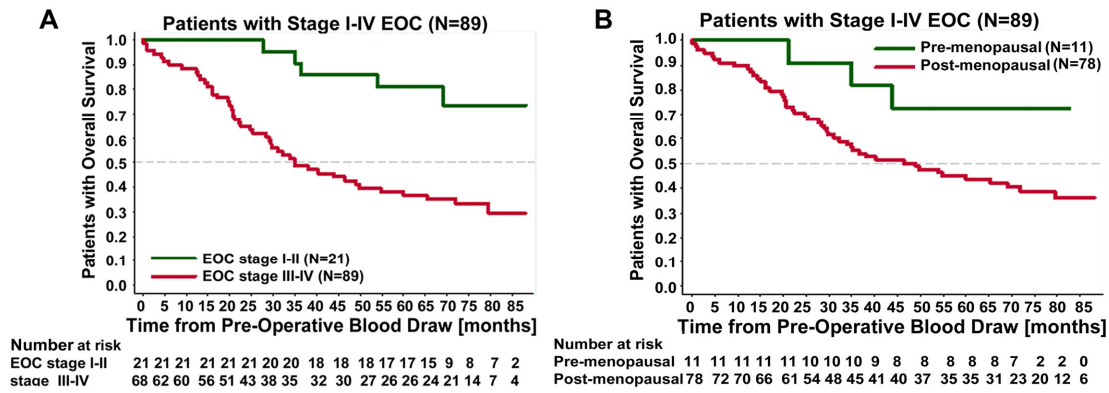 A
Patients with Stage I-IV EOC (N=89)
Patients with Overall Survival
1.0
0.9
0.8
0.7
0.6
0.5
0.4
0.3
0.2
0.1
0.0
EOC stage I-II (N=21)
EOC stage III-IV (N=89)
0 5 10 15 20 25 30 35 40 45 50 55 60 65 70 75 80 85
Time from Pre-Operative Blood Draw [months]
Number at risk
EOC stage I-II 21 21 21 21 21 21 20 20 18 18 18 17 17 15 9 8 7 2
stage III-IV 68 62 60 56 51 43 38 35 32 30 27 26 26 24 21 14 7 4
B
Patients with Stage I-IV EOC (N=89)
Patients with Overall Survival
1.0
0.9
0.8
0.7
0.6
0.5
0.4
0.3
0.2
0.1
0.0
Pre-menopausal (N=11)
Post-menopausal (N=78)
0 5 10 15 20 25 30 35 40 45 50 55 60 65 70 75 80 85
Time from Pre-Operative Blood Draw [months]
Number at risk
Pre-menopausal 11 11 11 11 11 10 10 10 9 8 8 8 8 8 7 2 2 0
Post-menopausal 78 72 70 66 61 54 48 45 41 40 37 35 35 31 23 20 12 6